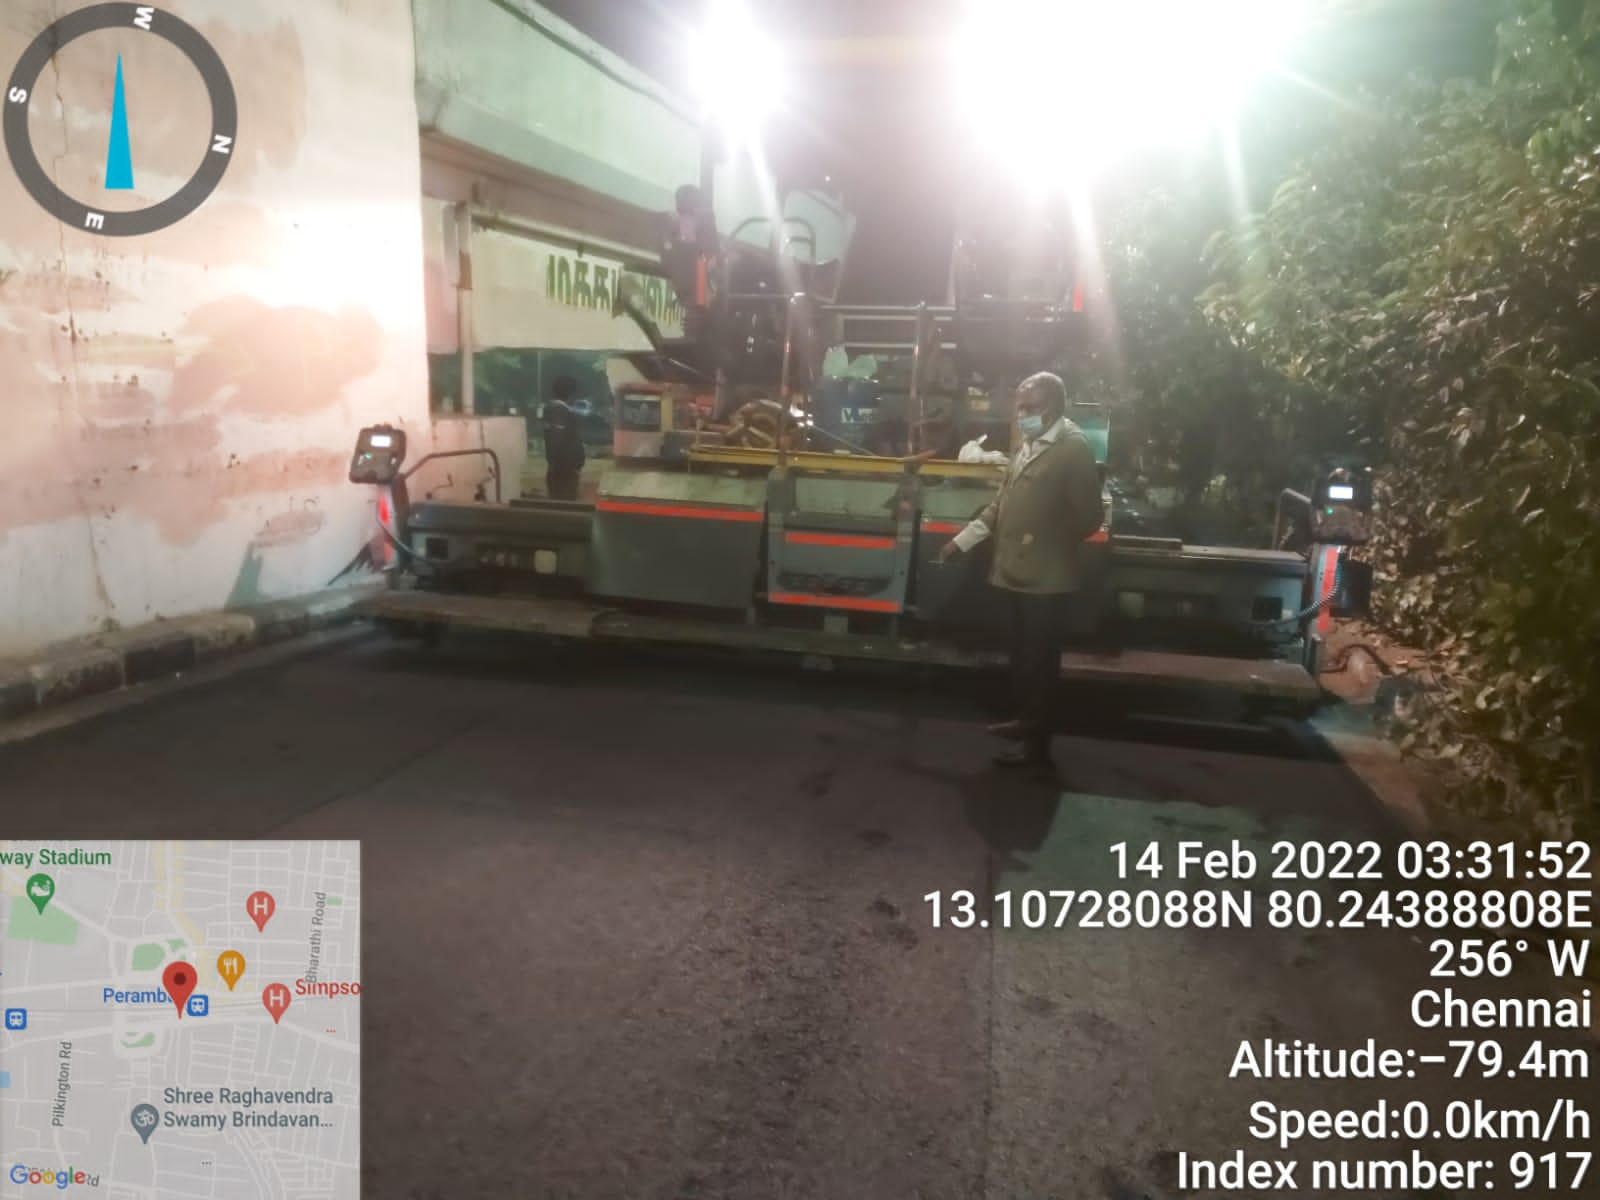 W
S
N
E
way Stadium
H
Bharathi Road
Peramb
H
Simpso
...
Pilkington Rd
Shree Raghavendra
Swamy Brindavan...
...
Google
Rd
14 Feb 2022 03:31:52
13.10728088N 80.24388808E
256° W
Chennai
Altitude:-79.4m
Speed:0.0km/h
Index number: 917